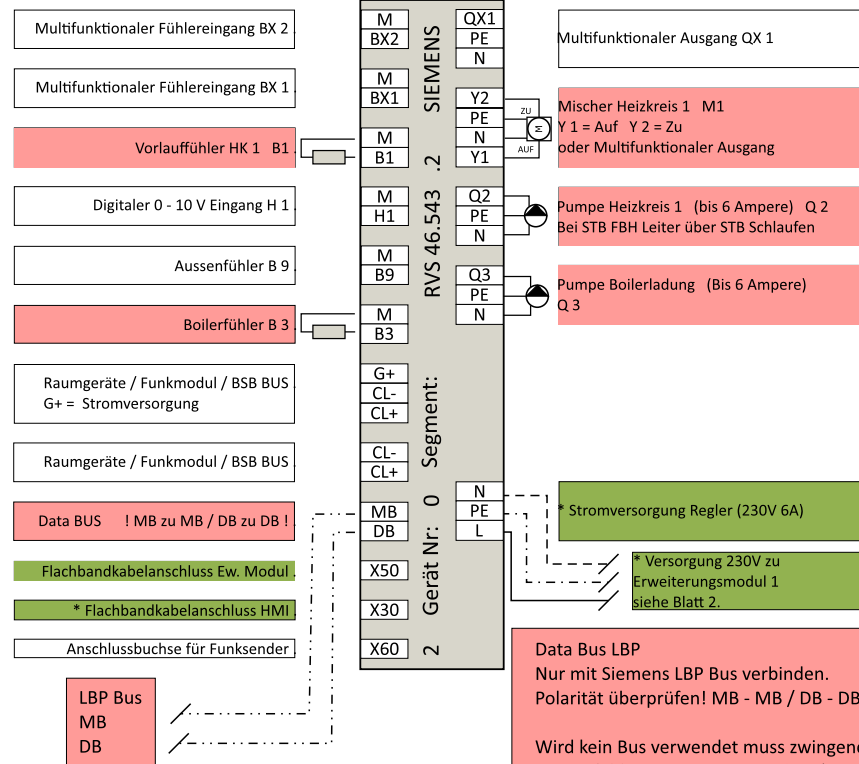 Multifunktionaler Fühlereingang BX 2 .
Multifunktionaler Fühlereingang BX 1 .
Vorlauffühler HK 1 B1 .
Digitaler 0 - 10 V Eingang H 1 .
Aussenfühler B 9 .
Boilerfühler B 3 .
Raumgeräte / Funkmodul / BSB BUS .
G+ = Stromversorgung
Raumgeräte / Funkmodul / BSB BUS .
Data BUS ! MB zu MB / DB zu DB ! .
Flachbandkabelanschluss Ew. Modul .
* Flachbandkabelanschluss HMI .
Anschlussbuchse für Funksender .
LBP Bus
MB
DB
M
BX2
M
BX1
M
B1
M
H1
M
B9
M
B3
G+
CL-
CL+
CL-
CL+
MB
DB
X50
X30
X60
SIEMENS
RVS 46.543 .2
Segment: 0
Gerät Nr: 2
QX1
PE
N
Y2
PE
N
Y1
Q2
PE
N
Q3
PE
N
N
PE
L
ZU
M
AUF
Multifunktionaler Ausgang QX 1
Mischer Heizkreis 1 M1
Y 1 = Auf Y 2 = Zu
oder Multifunktionaler Ausgang
Pumpe Heizkreis 1 (bis 6 Ampere) Q 2
Bei STB FBH Leiter über STB Schlaufen
Pumpe Boilerladung (Bis 6 Ampere)
Q 3
* Stromversorgung Regler (230V 6A)
* Versorgung 230V zu
Erweiterungsmodul 1
siehe Blatt 2.
Data Bus LBP
Nur mit Siemens LBP Bus verbinden.
Polarität überprüfen! MB - MB / DB - DB
Wird kein Bus verwendet muss